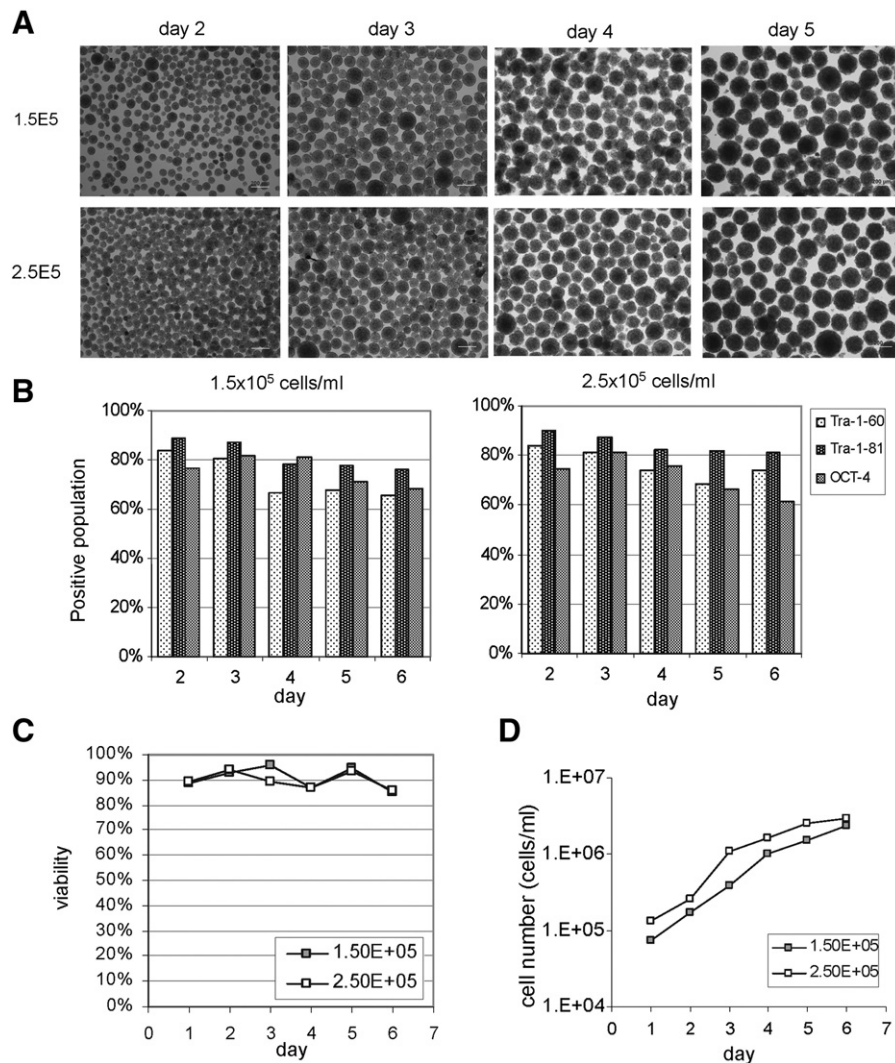 A
day 2
day 3
day 4
day 5
1.5E5
2.5E5
B
1.5x10⁵ cells/ml
Positive population
100%
80%
60%
40%
20%
0%
2 3 4 5 6
day
2.5x10⁵ cells/ml
100%
80%
60%
40%
20%
0%
2 3 4 5 6
day
Tra-1-60
Tra-1-81
OCT-4
C
viability
100%
90%
80%
70%
60%
50%
40%
30%
20%
10%
0%
0 1 2 3 4 5 6 7
day
1.50E+05
2.50E+05
D
cell number (cells/ml)
1.E+07
1.E+06
1.E+05
1.E+04
0 1 2 3 4 5 6 7
day
1.50E+05
2.50E+05